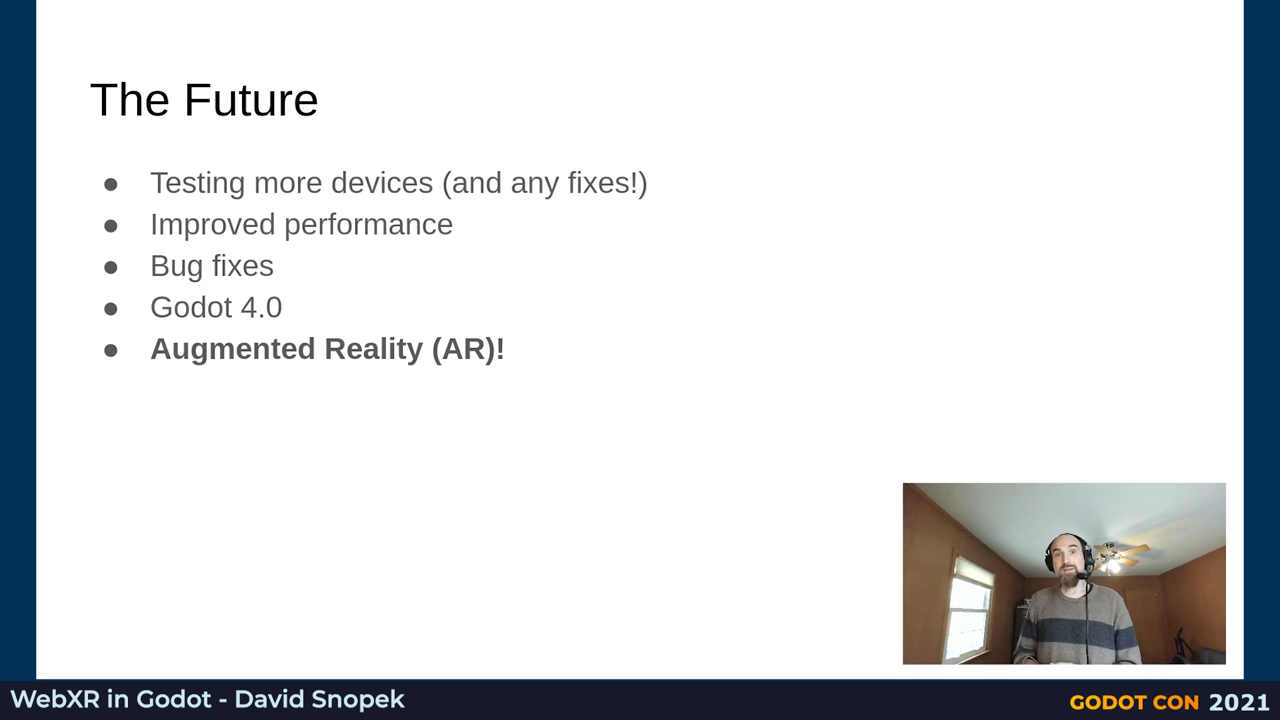 The Future
● Testing more devices (and any fixes!)
● Improved performance
● Bug fixes
● Godot 4.0
● Augmented Reality (AR)!
WebXR in Godot - David Snopek
GODOT CON 2021